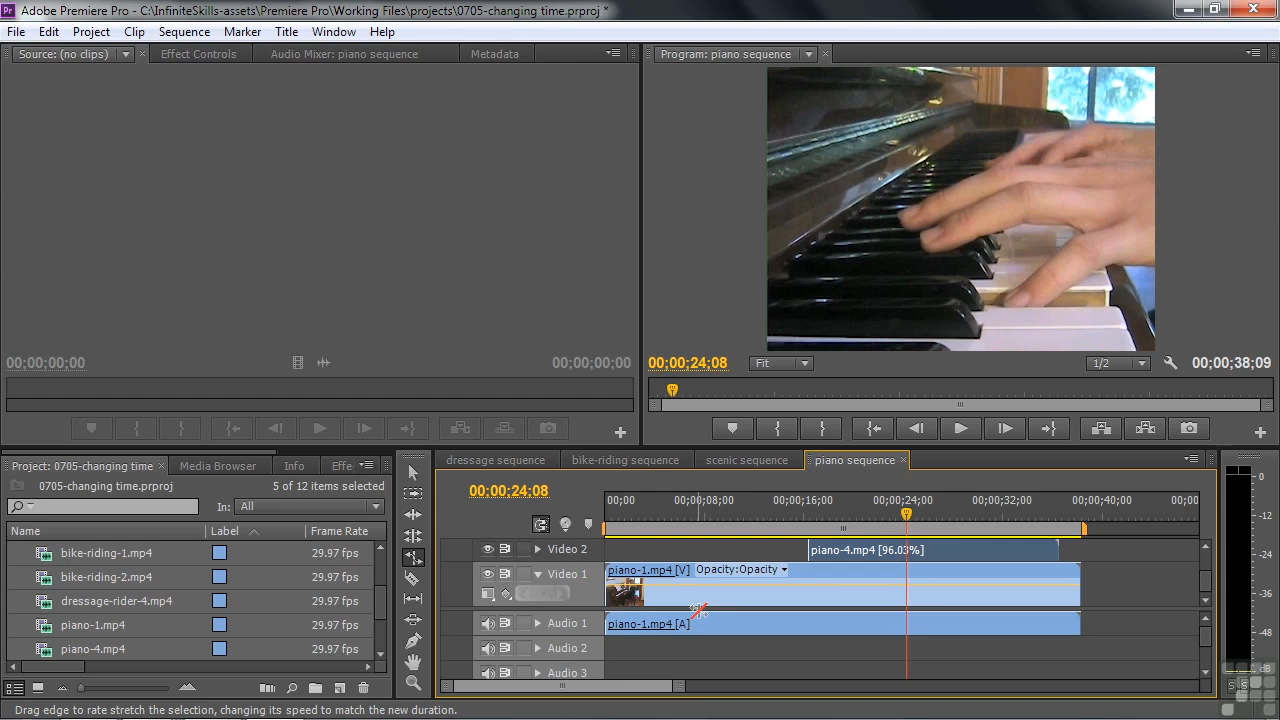 Pr Adobe Premiere Pro - C:\InfiniteSkills-assets\Premiere Pro\Working Files\projects\0705-changing time.prproj *
File Edit Project Clip Sequence Marker Title Window Help
Source: (no clips) Effect Controls Audio Mixer: piano sequence Metadata
Program: piano sequence
00;00;00;00 00;00;00;00
00;00;24;08 Fit 1/2 00;00;38;09
Project: 0705-changing time Media Browser Info Effe
0705-changing time.prproj 5 of 12 items selected
In: All
Name Label Frame Rate
bike-riding-1.mp4 29.97 fps
bike-riding-2.mp4 29.97 fps
dressage-rider-4.mp4 29.97 fps
piano-1.mp4 29.97 fps
piano-4.mp4 29.97 fps
dressage sequence bike-riding sequence scenic sequence piano sequence
00;00;24;08
00;00 00;00;08;00 00;00;16;00 00;00;24;00 00;00;32;00 00;00;40;00 00;00
Video 2 piano-4.mp4 [96.03%]
Video 1 piano-1.mp4 [V] Opacity:Opacity
Audio 1 piano-1.mp4 [A]
Audio 2
Audio 3
0
-12
-24
-36
-48
dB
S S
Drag edge to rate stretch the selection, changing its speed to match the new duration.